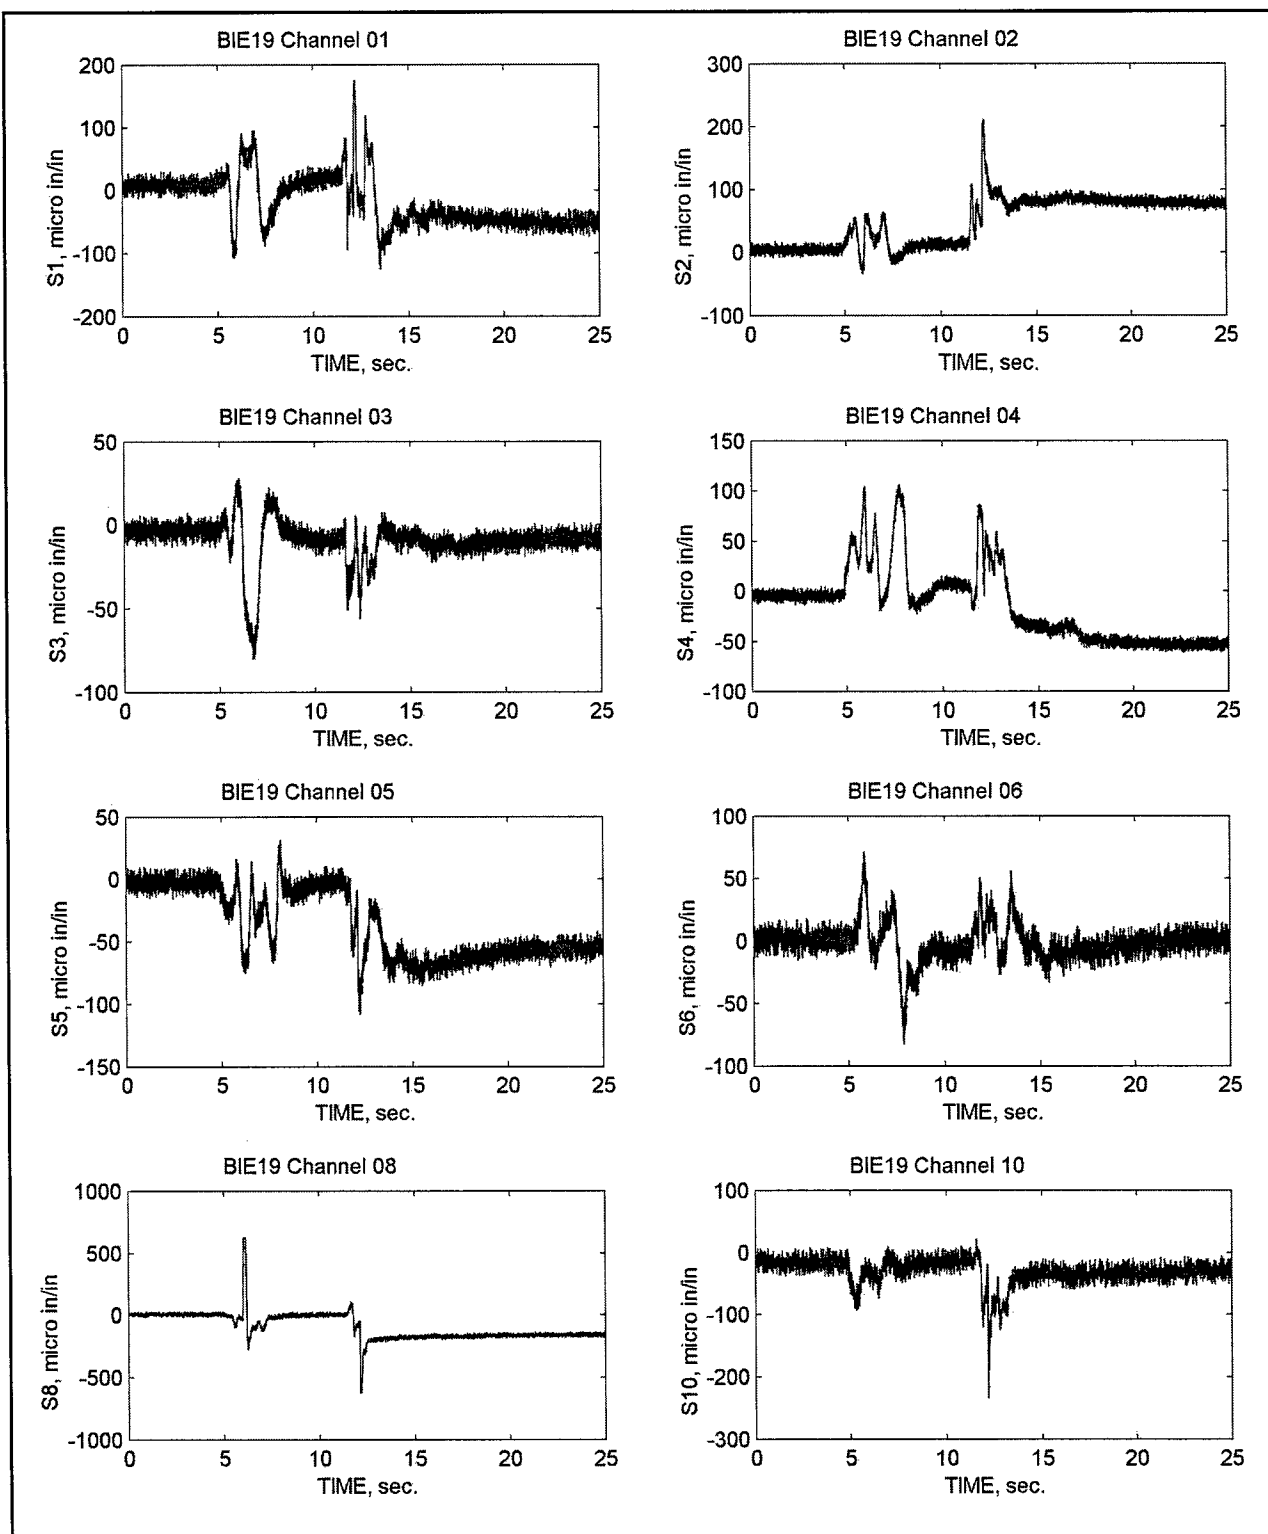 BIE19 Channel 01
200
100
0
-100
-200
S1, micro in/in
0 5 10 15 20 25
TIME, sec.
BIE19 Channel 02
300
200
100
0
-100
S2, micro in/in
0 5 10 15 20 25
TIME, sec.
BIE19 Channel 03
50
0
-50
-100
S3, micro in/in
0 5 10 15 20 25
TIME, sec.
BIE19 Channel 04
150
100
50
0
-50
-100
S4, micro in/in
0 5 10 15 20 25
TIME, sec.
BIE19 Channel 05
50
0
-50
-100
-150
S5, micro in/in
0 5 10 15 20 25
TIME, sec.
BIE19 Channel 06
100
50
0
-50
-100
S6, micro in/in
0 5 10 15 20 25
TIME, sec.
BIE19 Channel 08
1000
500
0
-500
-1000
S8, micro in/in
0 5 10 15 20 25
TIME, sec.
BIE19 Channel 10
100
0
-100
-200
-300
S10, micro in/in
0 5 10 15 20 25
TIME, sec.